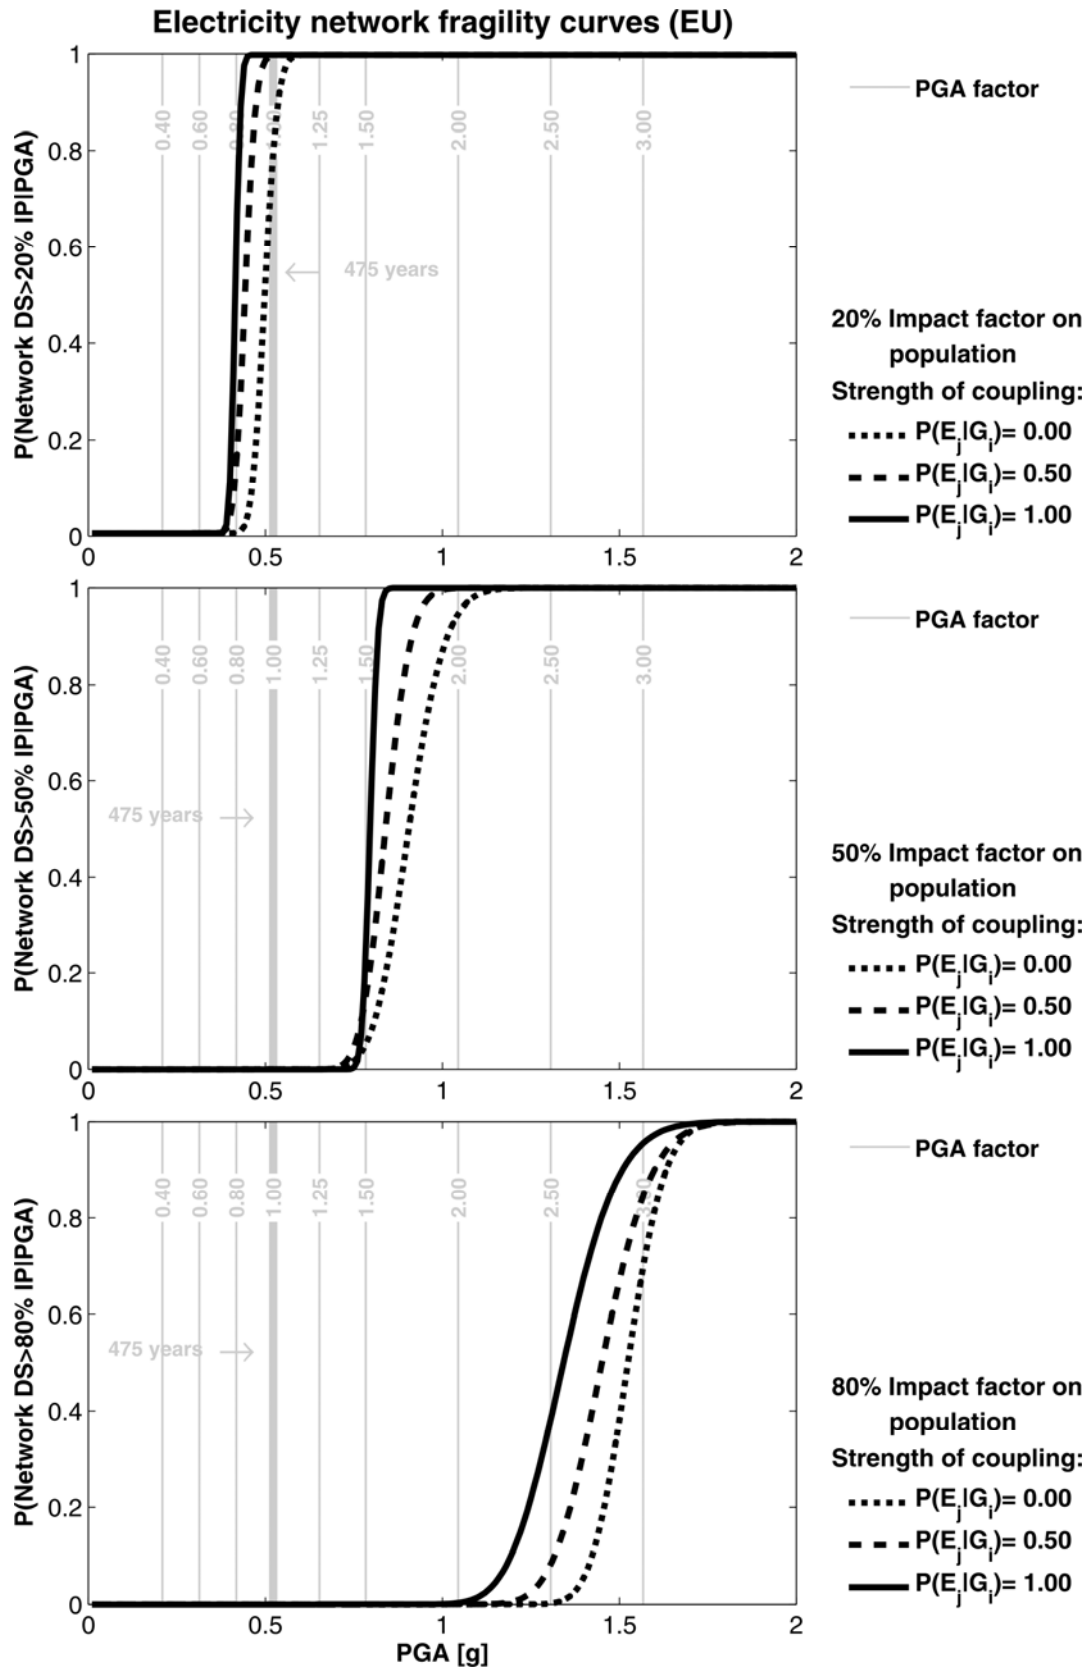 Electricity network fragility curves (EU)
P(Network DS>20% IP|PGA)
1
0.8
0.6
0.4
0.2
0
0.40
0.60
0.80
1.00
1.25
1.50
2.00
2.50
3.00
475 years
0
0.5
1
1.5
2
PGA factor
20% Impact factor on
population
Strength of coupling:
P(Ej|Gi)= 0.00
P(Ej|Gi)= 0.50
P(Ej|Gi)= 1.00
P(Network DS>50% IP|PGA)
1
0.8
0.6
0.4
0.2
0
0.40
0.60
0.80
1.00
1.25
1.50
2.00
2.50
3.00
475 years
0
0.5
1
1.5
2
PGA factor
50% Impact factor on
population
Strength of coupling:
P(Ej|Gi)= 0.00
P(Ej|Gi)= 0.50
P(Ej|Gi)= 1.00
P(Network DS>80% IP|PGA)
1
0.8
0.6
0.4
0.2
0
0.40
0.60
0.80
1.00
1.25
1.50
2.00
2.50
3.00
475 years
0
0.5
1
1.5
2
PGA [g]
PGA factor
80% Impact factor on
population
Strength of coupling:
P(Ej|Gi)= 0.00
P(Ej|Gi)= 0.50
P(Ej|Gi)= 1.00